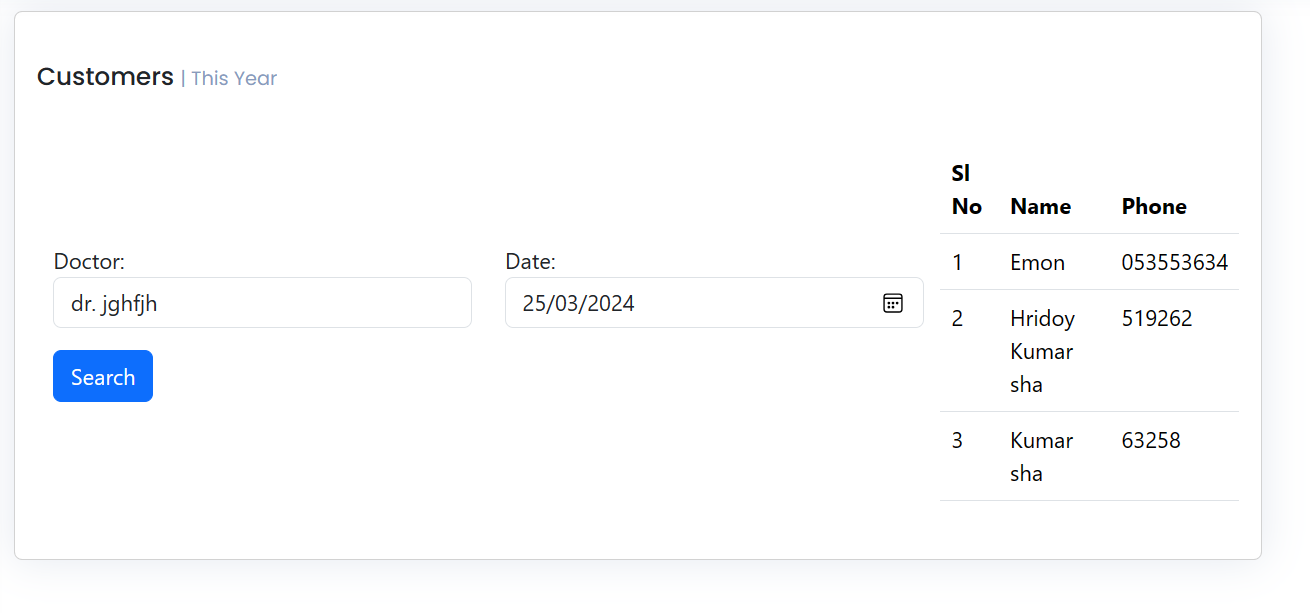 Customers | This Year
Doctor:
dr. jghfjh
Date:
25/03/2024
Search
Sl
No Name Phone
1 Emon 053553634
2 Hridoy 519262
Kumar
sha
3 Kumar 63258
sha